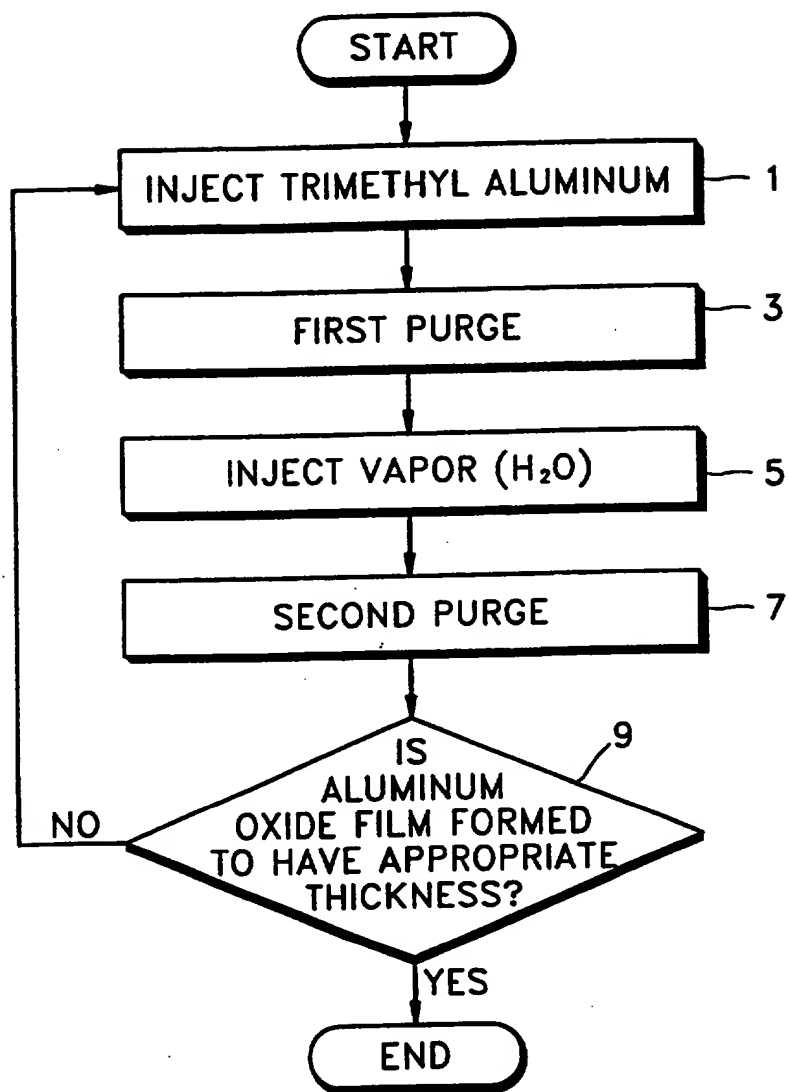 START
INJECT TRIMETHYL ALUMINUM
1
FIRST PURGE
3
INJECT VAPOR (H₂O)
5
SECOND PURGE
7
IS
ALUMINUM
OXIDE FILM FORMED
TO HAVE APPROPRIATE
THICKNESS?
9
NO
YES
END